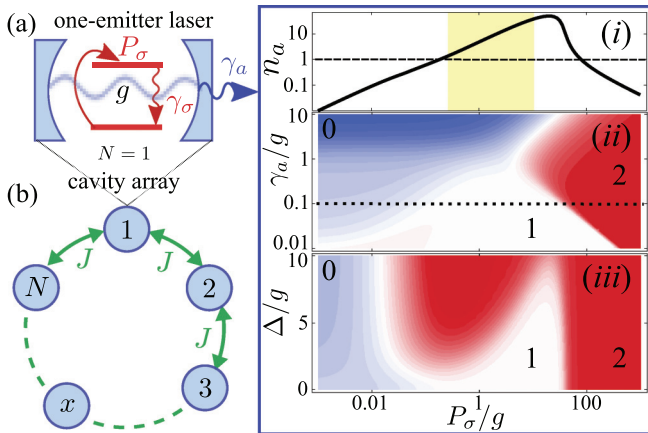 (a) one-emitter laser
P_σ
γ_a
g
γ_σ
N = 1
cavity array
(b)
1
J
J
N
2
J
x
3
n_a
10
1
0.1
(i)
γ_a/g
10
1
0.1
0.01
0
(ii)
2
1
Δ/g
10
5
0
0
(iii)
1
2
0.01
1
100
P_σ/g